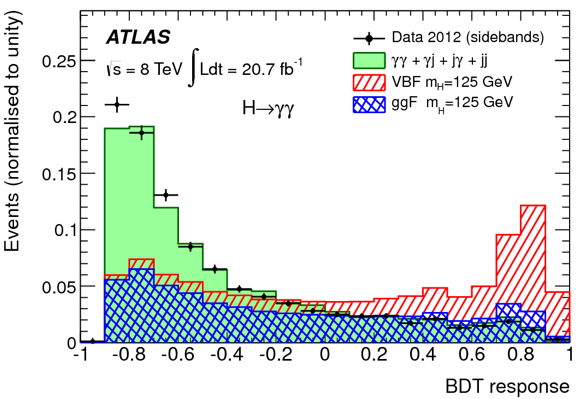 Events (normalised to unity)
0.25
0.2
0.15
0.1
0.05
0
ATLAS
√s = 8 TeV ∫Ldt = 20.7 fb⁻¹
H→γγ
Data 2012 (sidebands)
γγ + γj + jγ + jj
VBF m_H=125 GeV
ggF m_H=125 GeV
-1 -0.8 -0.6 -0.4 -0.2 0 0.2 0.4 0.6 0.8 1
BDT response